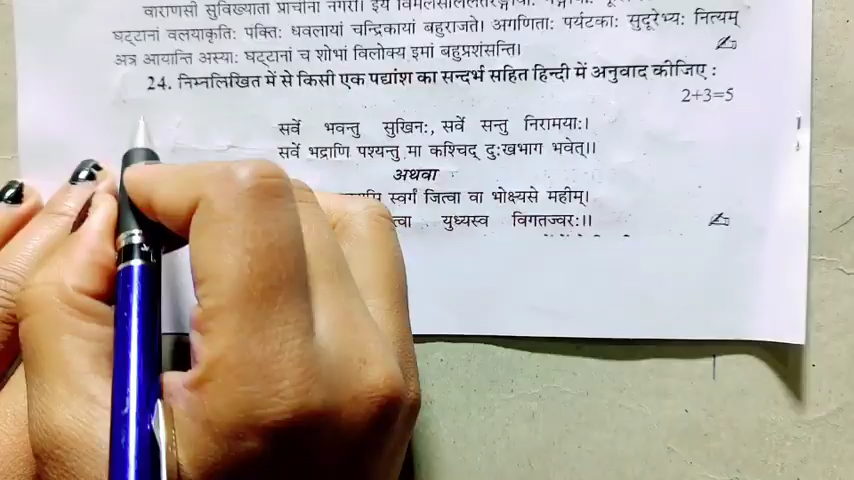 वाराणसी सुविख्याता प्राचीना नगरी। इयं
घट्टानां वलयाकृति: पंक्ति: धवलायां चन्द्रिकायां बहुराजते। अगणिता: पर्यटका: सुदूरेभ्य: नित्यम्
अत्र आयान्ति अस्या: घट्टानां च शोभां विलोक्य इमां बहुप्रशंसन्ति।
24. निम्नलिखित में से किसी एक पद्यांश का सन्दर्भ सहित हिन्दी में अनुवाद कीजिए :
2+3=5
सर्वे भवन्तु सुखिन:, सर्वे सन्तु निरामया:।
सर्वे भद्राणि पश्यन्तु मा कश्चिद् दु:खभाग भवेत्।।
अथवा
स्वर्गं जित्वा वा भोक्ष्यसे महीम्।
युध्यस्व विगतज्वर:।।